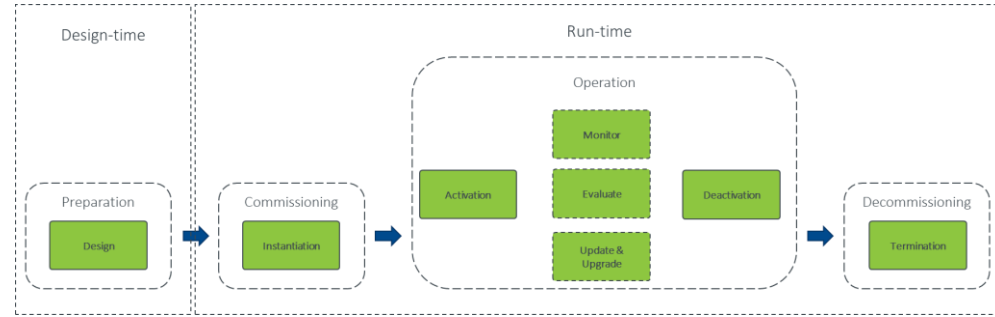 Design-time
Run-time
Preparation
Design
Commissioning
Instantiation
Operation
Activation
Monitor
Evaluate
Update &
Upgrade
Deactivation
Decommissioning
Termination